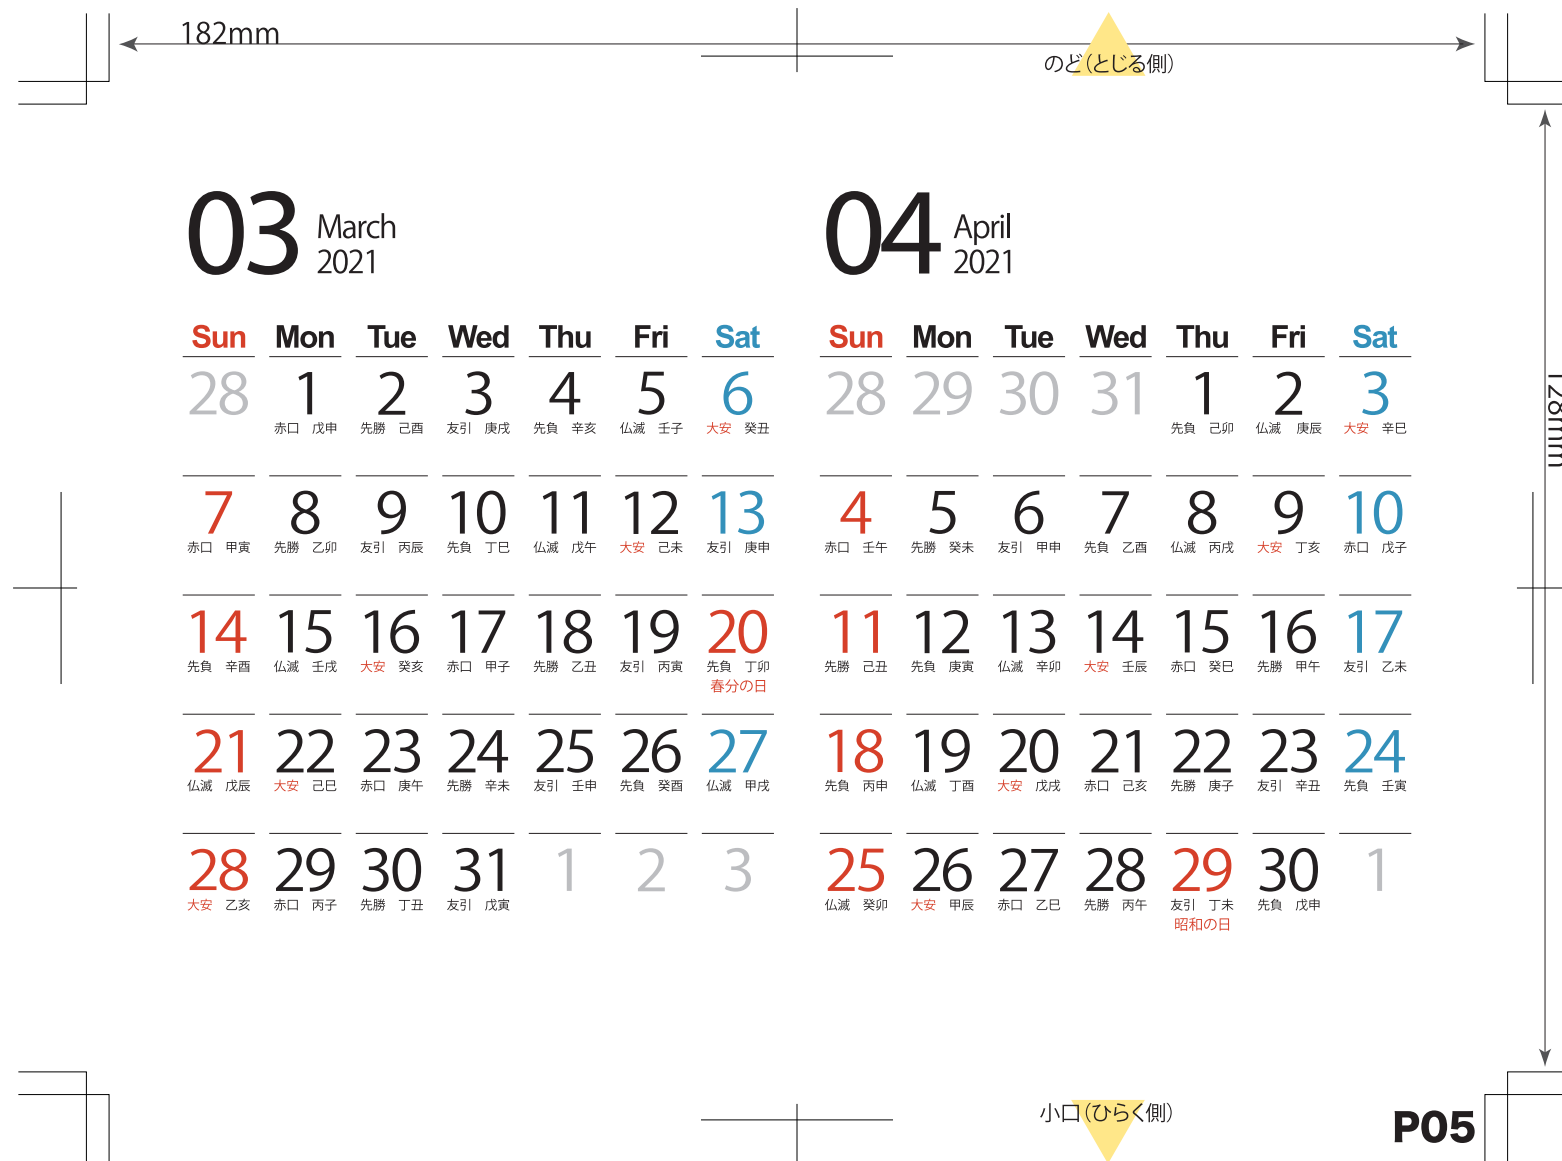 182mm
のど（とじる側）
128mm
03 March 2021
Sun Mon Tue Wed Thu Fri Sat
28 1 2 3 4 5 6
赤口 戊申 先勝 己酉 友引 庚戌 先負 辛亥 仏滅 壬子 大安 癸丑
7 8 9 10 11 12 13
赤口 甲寅 先勝 乙卯 友引 丙辰 先負 丁巳 仏滅 戊午 大安 己未 友引 庚申
14 15 16 17 18 19 20
先負 辛酉 仏滅 壬戌 大安 癸亥 赤口 甲子 先勝 乙丑 友引 丙寅 先負 丁卯
春分の日
21 22 23 24 25 26 27
仏滅 戊辰 大安 己巳 赤口 庚午 先勝 辛未 友引 壬申 先負 癸酉 仏滅 甲戌
28 29 30 31 1 2 3
大安 乙亥 赤口 丙子 先勝 丁丑 友引 戊寅
04 April 2021
Sun Mon Tue Wed Thu Fri Sat
28 29 30 31 1 2 3
先負 己卯 仏滅 庚辰 大安 辛巳
4 5 6 7 8 9 10
赤口 壬午 先勝 癸未 友引 甲申 先負 乙酉 仏滅 丙戌 大安 丁亥 赤口 戊子
11 12 13 14 15 16 17
先勝 己丑 先負 庚寅 仏滅 辛卯 大安 壬辰 赤口 癸巳 先勝 甲午 友引 乙未
18 19 20 21 22 23 24
先負 丙申 仏滅 丁酉 大安 戊戌 赤口 己亥 先勝 庚子 友引 辛丑 先負 壬寅
25 26 27 28 29 30 1
仏滅 癸卯 大安 甲辰 赤口 乙巳 先勝 丙午 友引 丁未 先負 戊申
昭和の日
小口（ひらく側）
P05